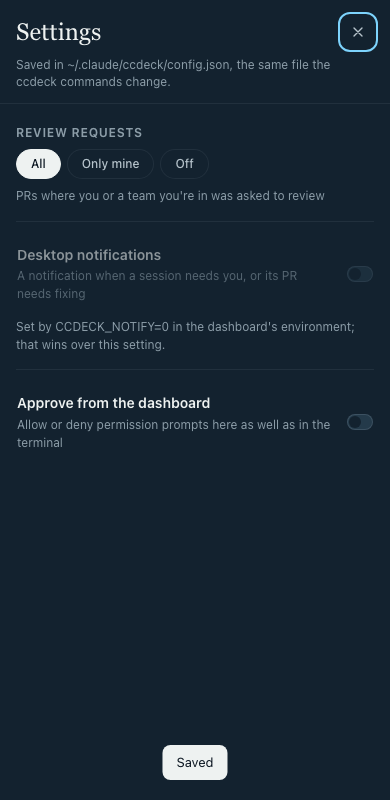 Settings
Saved in ~/.claude/ccdeck/config.json, the same file the
ccdeck commands change.
REVIEW REQUESTS
All Only mine Off
PRs where you or a team you're in was asked to review
Desktop notifications
A notification when a session needs you, or its PR
needs fixing
Set by CCDECK_NOTIFY=0 in the dashboard's environment;
that wins over this setting.
Approve from the dashboard
Allow or deny permission prompts here as well as in the
terminal
Saved